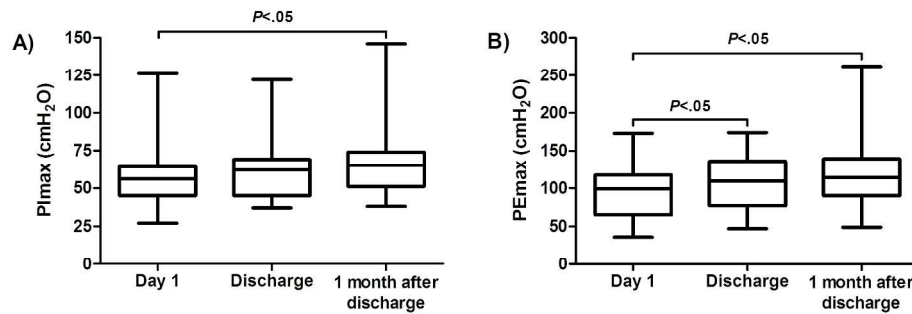 A)
P<.05
PImax (cmH₂O)
150
125
100
75
50
25
0
Day 1
Discharge
1 month after
discharge
B)
P<.05
P<.05
PEmax (cmH₂O)
300
250
200
150
100
50
0
Day 1
Discharge
1 month after
discharge